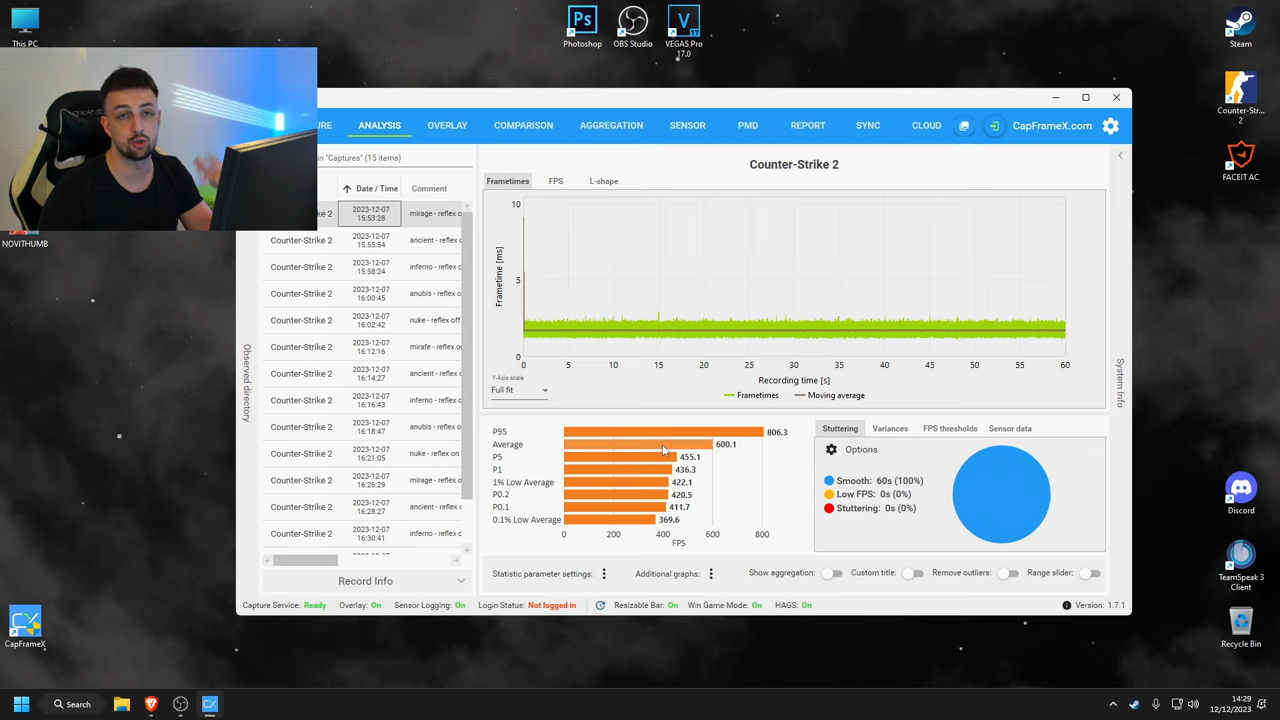 This PC
Ps
Photoshop
OBS Studio
V
17
VEGAS Pro
17.0
Steam
Counter-Str...
2
FACEIT AC
NOVITHUMB
Discord
TeamSpeak 3
Client
Recycle Bin
CX
CapFrameX
URE
ANALYSIS
OVERLAY
COMPARISON
AGGREGATION
SENSOR
PMD
REPORT
SYNC
CLOUD
CapFrameX.com
in "Captures" (15 items)
Date / Time
Comment
ke 2
2023-12-07
15:53:28
mirage - reflex o
Counter-Strike 2
2023-12-07
15:55:54
ancient - reflex o
Counter-Strike 2
2023-12-07
15:58:24
inferno - reflex c
Counter-Strike 2
2023-12-07
16:00:45
anubis - reflex o
Counter-Strike 2
2023-12-07
16:02:42
nuke - reflex off
Counter-Strike 2
2023-12-07
16:12:16
mirafe - reflex o
Counter-Strike 2
2023-12-07
16:14:27
ancient - reflex o
Counter-Strike 2
2023-12-07
16:16:43
inferno - reflex c
Counter-Strike 2
2023-12-07
16:18:47
anubis - reflex o
Counter-Strike 2
2023-12-07
16:21:05
nuke - reflex on
Counter-Strike 2
2023-12-07
16:26:29
mirage - reflex o
Counter-Strike 2
2023-12-07
16:28:27
ancient - reflex o
Counter-Strike 2
2023-12-07
16:30:41
inferno - reflex c
Record Info
Observed directory
Counter-Strike 2
Frametimes
FPS
L-shape
10
5
0
Frametime [ms]
0 5 10 15 20 25 30 35 40 45 50 55 60
Recording time [s]
Frametimes
Moving average
Y-Axis scale
Full fit
System Info
P95 806.3
Average 600.1
P5 455.1
P1 436.3
1% Low Average 422.1
P0.2 420.5
P0.1 411.7
0.1% Low Average 369.6
0 200 400 600 800
FPS
Stuttering
Variances
FPS thresholds
Sensor data
Options
Smooth: 60s (100%)
Low FPS: 0s (0%)
Stuttering: 0s (0%)
Statistic parameter settings:
Additional graphs:
Show aggregation:
Custom title:
Remove outliers:
Range slider:
Capture Service: Ready
Overlay: On
Sensor Logging: On
Login Status: Not logged in
Resizable Bar: On
Win Game Mode: On
HAGS: On
Version: 1.7.1
Search
14:29
12/12/2023